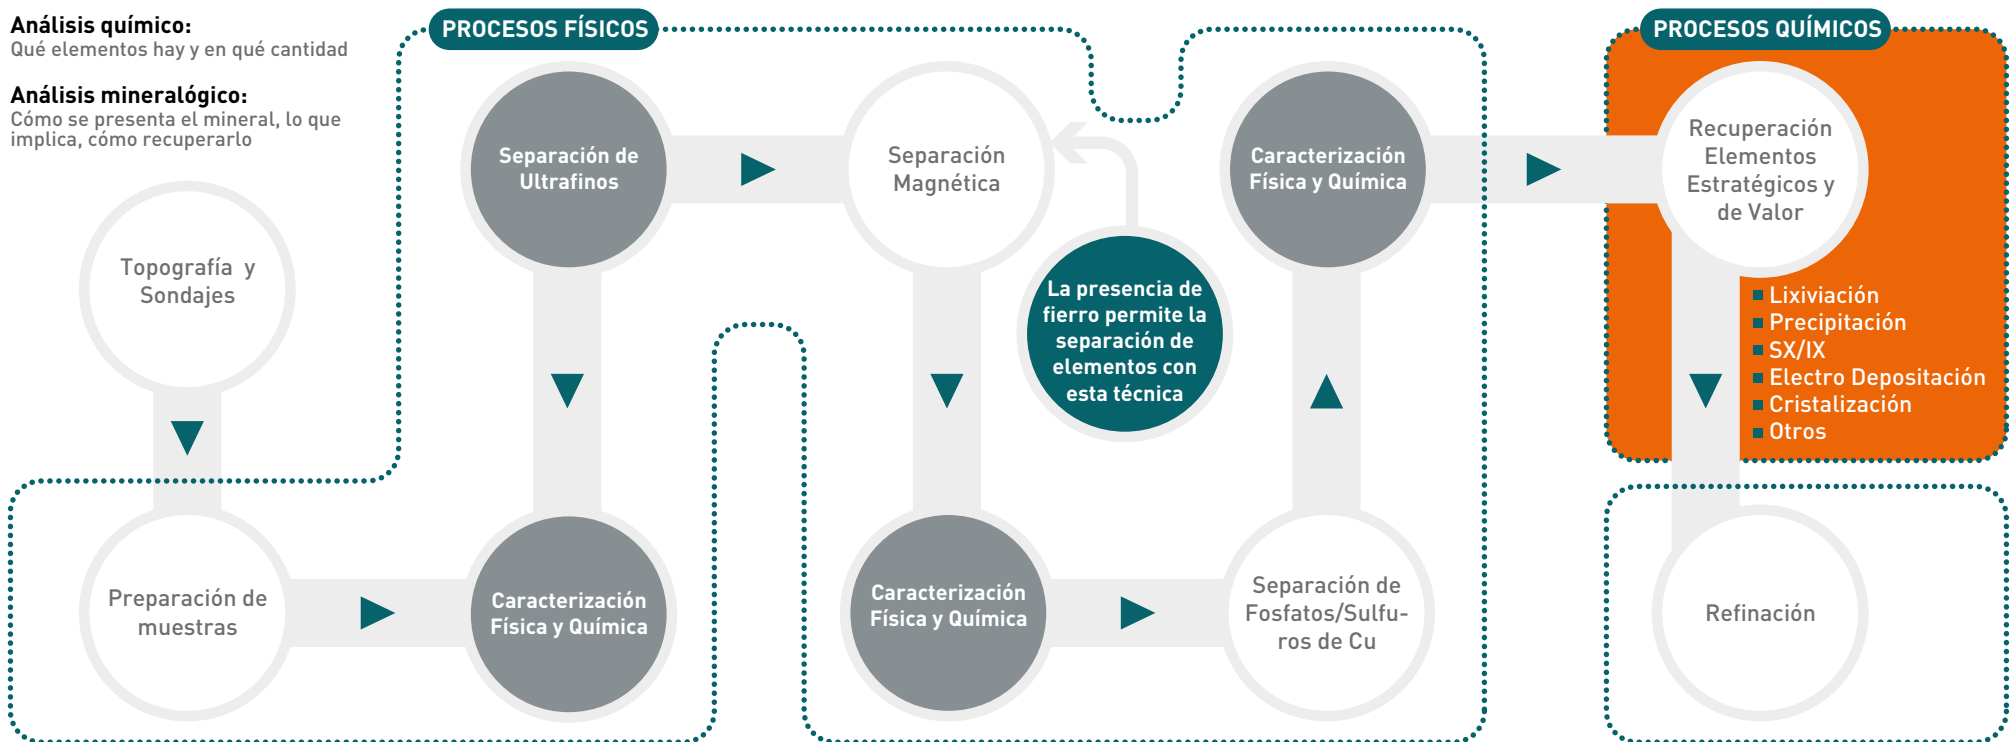 Análisis químico:
Qué elementos hay y en qué cantidad
Análisis mineralógico:
Cómo se presenta el mineral, lo que
implica, cómo recuperarlo
Topografía y
Sondajes
Preparación de
muestras
PROCESOS FÍSICOS
Separación de
Ultrafinos
Caracterización
Física y Química
Separación
Magnética
La presencia de
fierro permite la
separación de
elementos con
esta técnica
Caracterización
Física y Química
Separación de
Fosfatos/Sulfu-
ros de Cu
Caracterización
Física y Química
PROCESOS QUÍMICOS
Recuperación
Elementos
Estratégicos y
de Valor
Lixiviación
Precipitación
SX/IX
Electro Depositación
Cristalización
Otros
Refinación